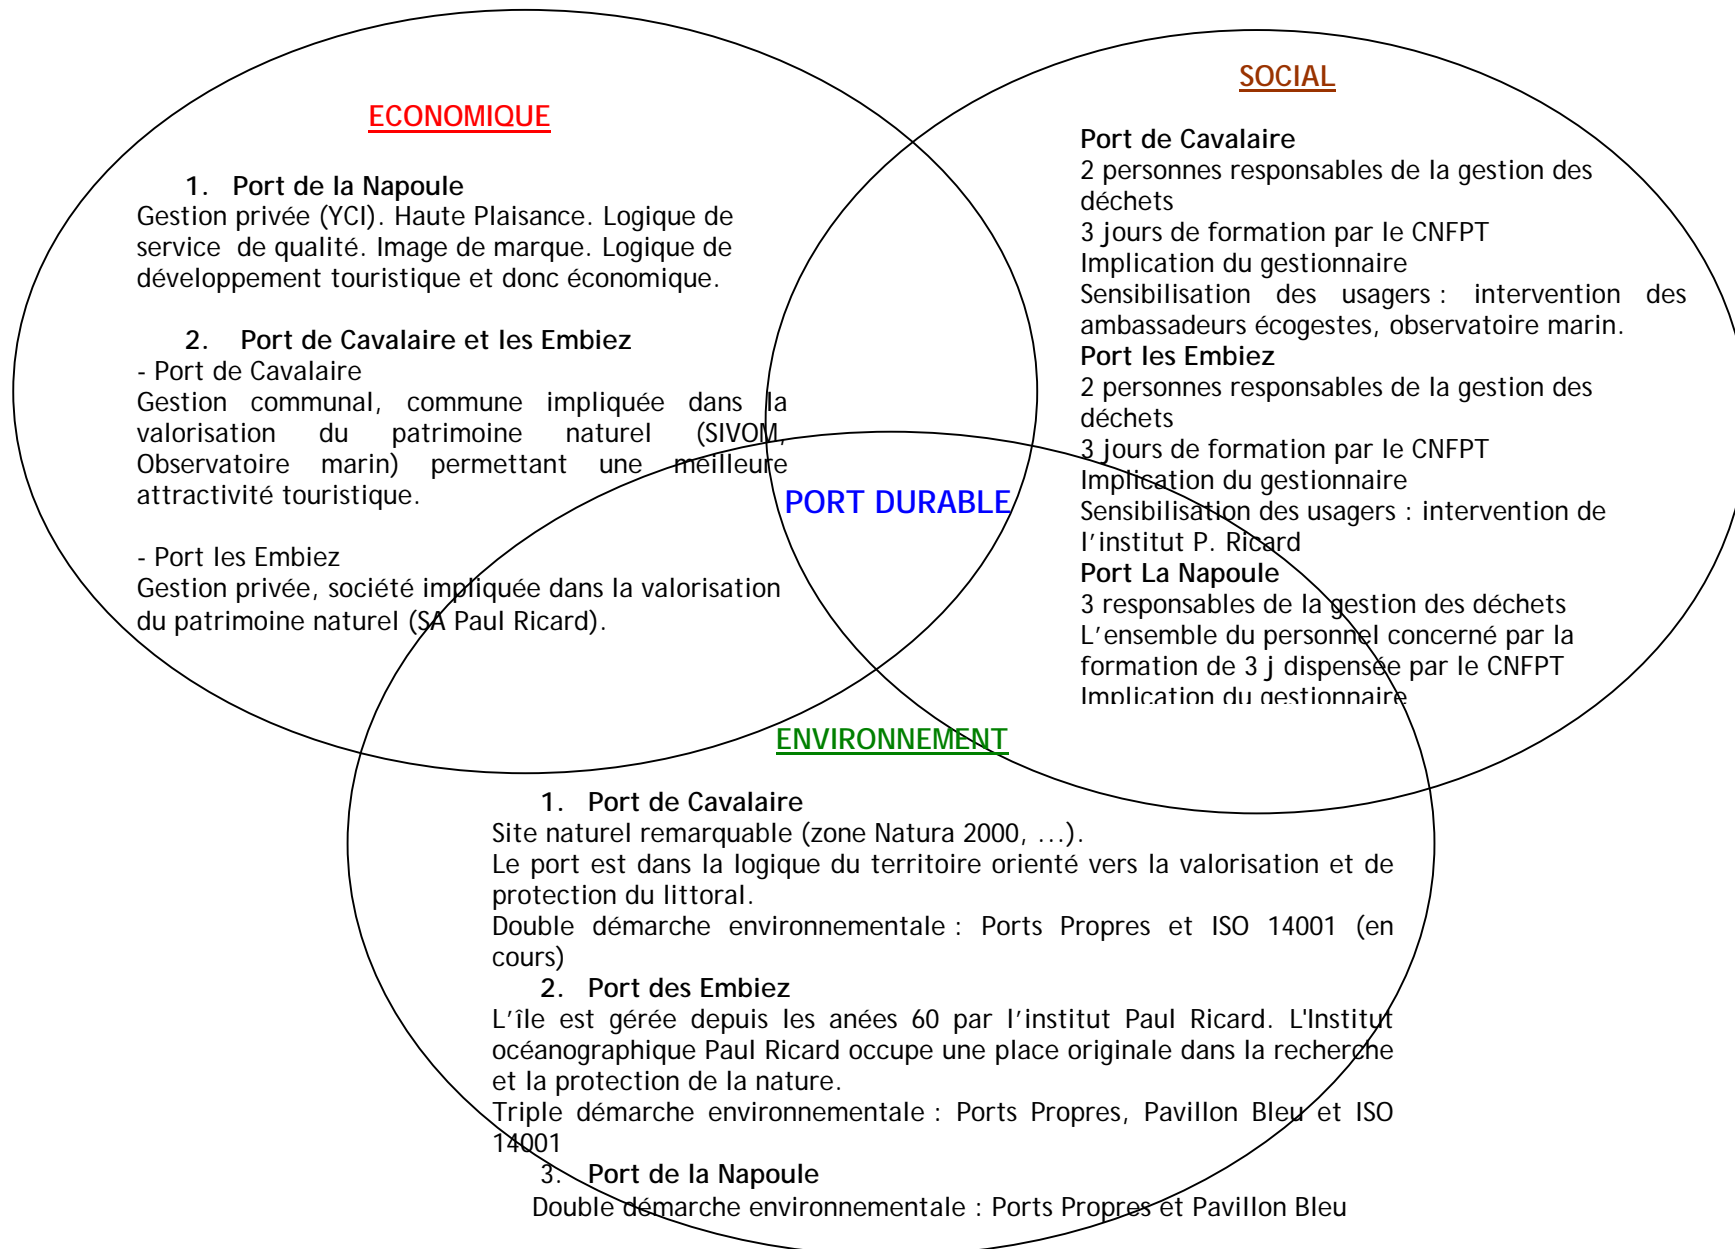 ECONOMIQUE
1. Port de la Napoule
Gestion privée (YCI). Haute Plaisance. Logique de
service de qualité. Image de marque. Logique de
développement touristique et donc économique.
2. Port de Cavalaire et les Embiez
- Port de Cavalaire
Gestion communal, commune impliquée dans la
valorisation du patrimoine naturel (SIVOM,
Observatoire marin) permettant une meilleure
attractivité touristique.
- Port les Embiez
Gestion privée, société impliquée dans la valorisation
du patrimoine naturel (SA Paul Ricard).
SOCIAL
Port de Cavalaire
2 personnes responsables de la gestion des
déchets
3 jours de formation par le CNFPT
Implication du gestionnaire
Sensibilisation des usagers : intervention des
ambassadeurs écogestes, observatoire marin.
Port les Embiez
2 personnes responsables de la gestion des
déchets
3 jours de formation par le CNFPT
Implication du gestionnaire
Sensibilisation des usagers : intervention de
l’institut P. Ricard
Port La Napoule
3 responsables de la gestion des déchets
L’ensemble du personnel concerné par la
formation de 3 j dispensée par le CNFPT
Implication du gestionnaire
PORT DURABLE
ENVIRONNEMENT
1. Port de Cavalaire
Site naturel remarquable (zone Natura 2000, ...).
Le port est dans la logique du territoire orienté vers la valorisation et de
protection du littoral.
Double démarche environnementale : Ports Propres et ISO 14001 (en
cours)
2. Port des Embiez
L’île est gérée depuis les anées 60 par l’institut Paul Ricard. L'Institut
océanographique Paul Ricard occupe une place originale dans la recherche
et la protection de la nature.
Triple démarche environnementale : Ports Propres, Pavillon Bleu et ISO
14001
3. Port de la Napoule
Double démarche environnementale : Ports Propres et Pavillon Bleu